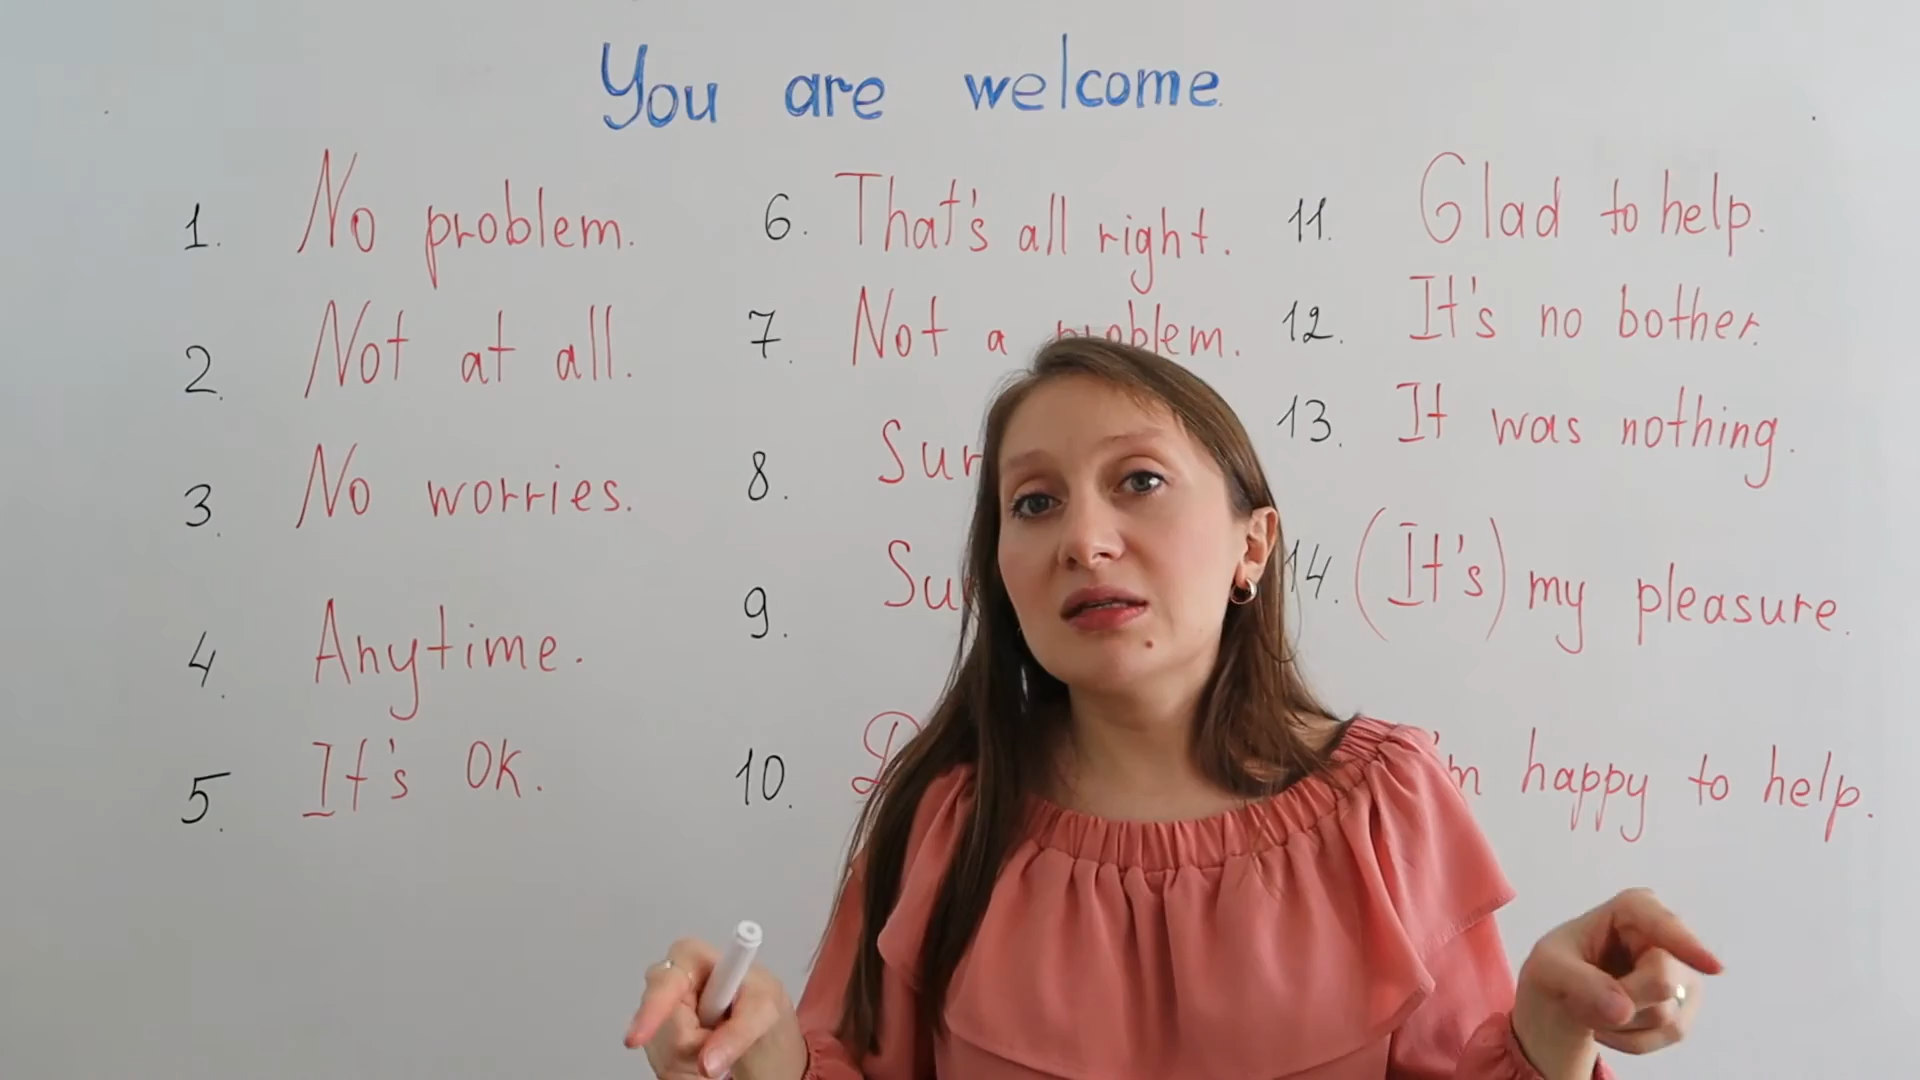 You are welcome.
1. No problem.
2. Not at all.
3. No worries.
4. Anytime.
5. It's OK.
6. That's all right.
7. Not a problem.
8.
9.
10.
11. Glad to help.
12. It's no bother.
13. It was nothing.
14. (It's) my pleasure.
happy to help.